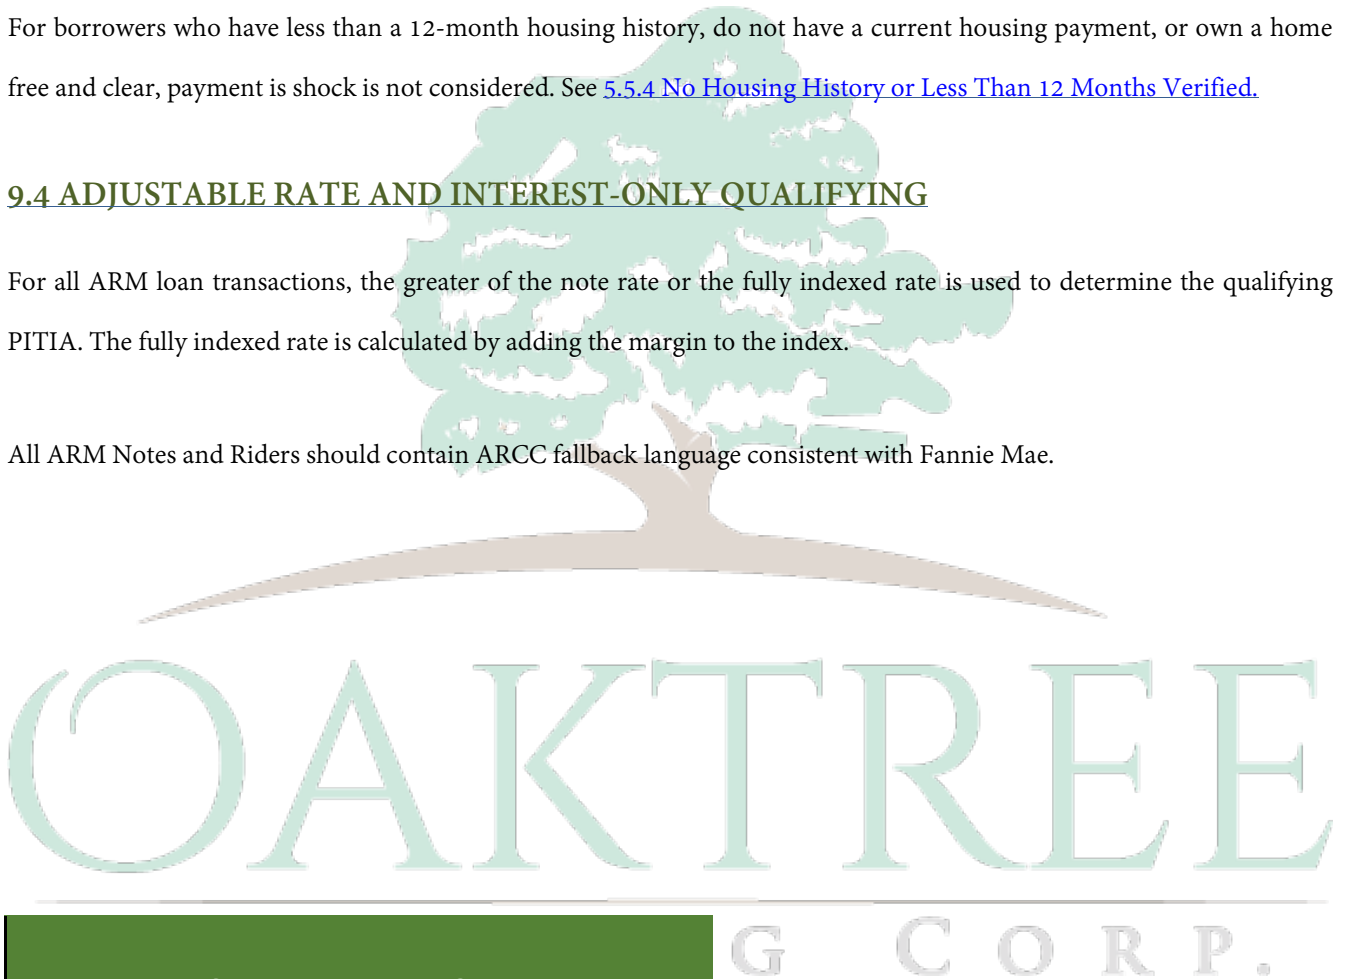 For borrowers who have less than a 12-month housing history, do not have a current housing payment, or own a home
free and clear, payment is shock is not considered. See 5.5.4 No Housing History or Less Than 12 Months Verified.
9.4 ADJUSTABLE RATE AND INTEREST-ONLY QUALIFYING
For all ARM loan transactions, the greater of the note rate or the fully indexed rate is used to determine the qualifying
PITIA. The fully indexed rate is calculated by adding the margin to the index.
All ARM Notes and Riders should contain ARCC fallback language consistent with Fannie Mae.
OAKTREE
G CORP.